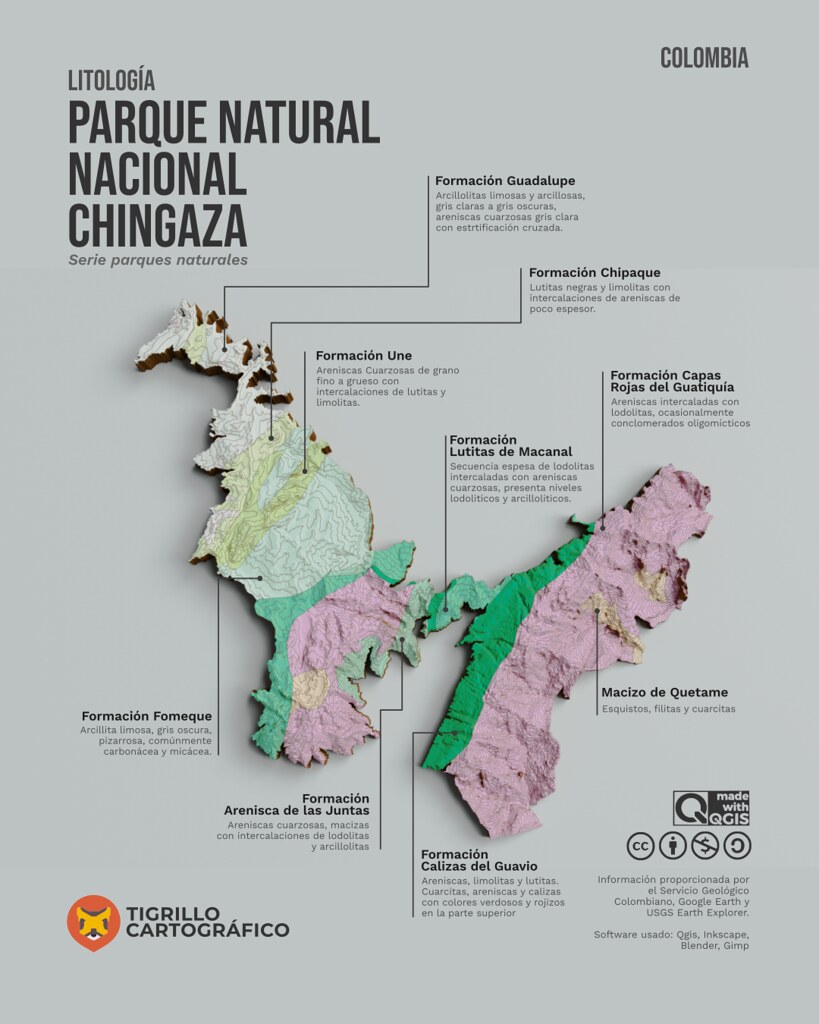 COLOMBIA
LITOLOGÍA
PARQUE NATURAL
NACIONAL
CHINGAZA
Serie parques naturales
Formación Guadalupe
Arcillolitas limosas y arcillosas,
gris claras a gris oscuras,
areniscas cuarzosas gris clara
con estrtificación cruzada.
Formación Chipaque
Lutitas negras y limolitas con
intercalaciones de areniscas de
poco espesor.
Formación Une
Areniscas Cuarzosas de grano
fino a grueso con
intercalaciones de lutitas y
limolitas.
Formación Capas
Rojas del Guatiquía
Areniscas intercaladas con
lodolitas, ocasionalmente
conclomerados oligomícticos
Formación
Lutitas de Macanal
Secuencia espesa de lodolitas
intercaladas con areniscas
cuarzosas, presenta niveles
lodolíticos y arcillolíticos.
Macizo de Quetame
Esquistos, filitas y cuarcitas
Formación Fomeque
Arcillita limosa, gris oscura,
pizarrosa, comúnmente
carbonácea y micácea.
Formación
Arenisca de las Juntas
Areniscas cuarzosas, macizas
con intercalaciones de lodolitas
y arcillolitas
Formación
Calizas del Guavio
Areniscas, limolitas y lutitas.
Cuarcitas, areniscas y calizas
con colores verdosos y rojizos
en la parte superior
made
with
QGIS
cc
Información proporcionada por
el Servicio Geológico
Colombiano, Google Earth y
USGS Earth Explorer.
Software usado: Qgis, Inkscape,
Blender, Gimp
TIGRILLO
CARTOGRÁFICO